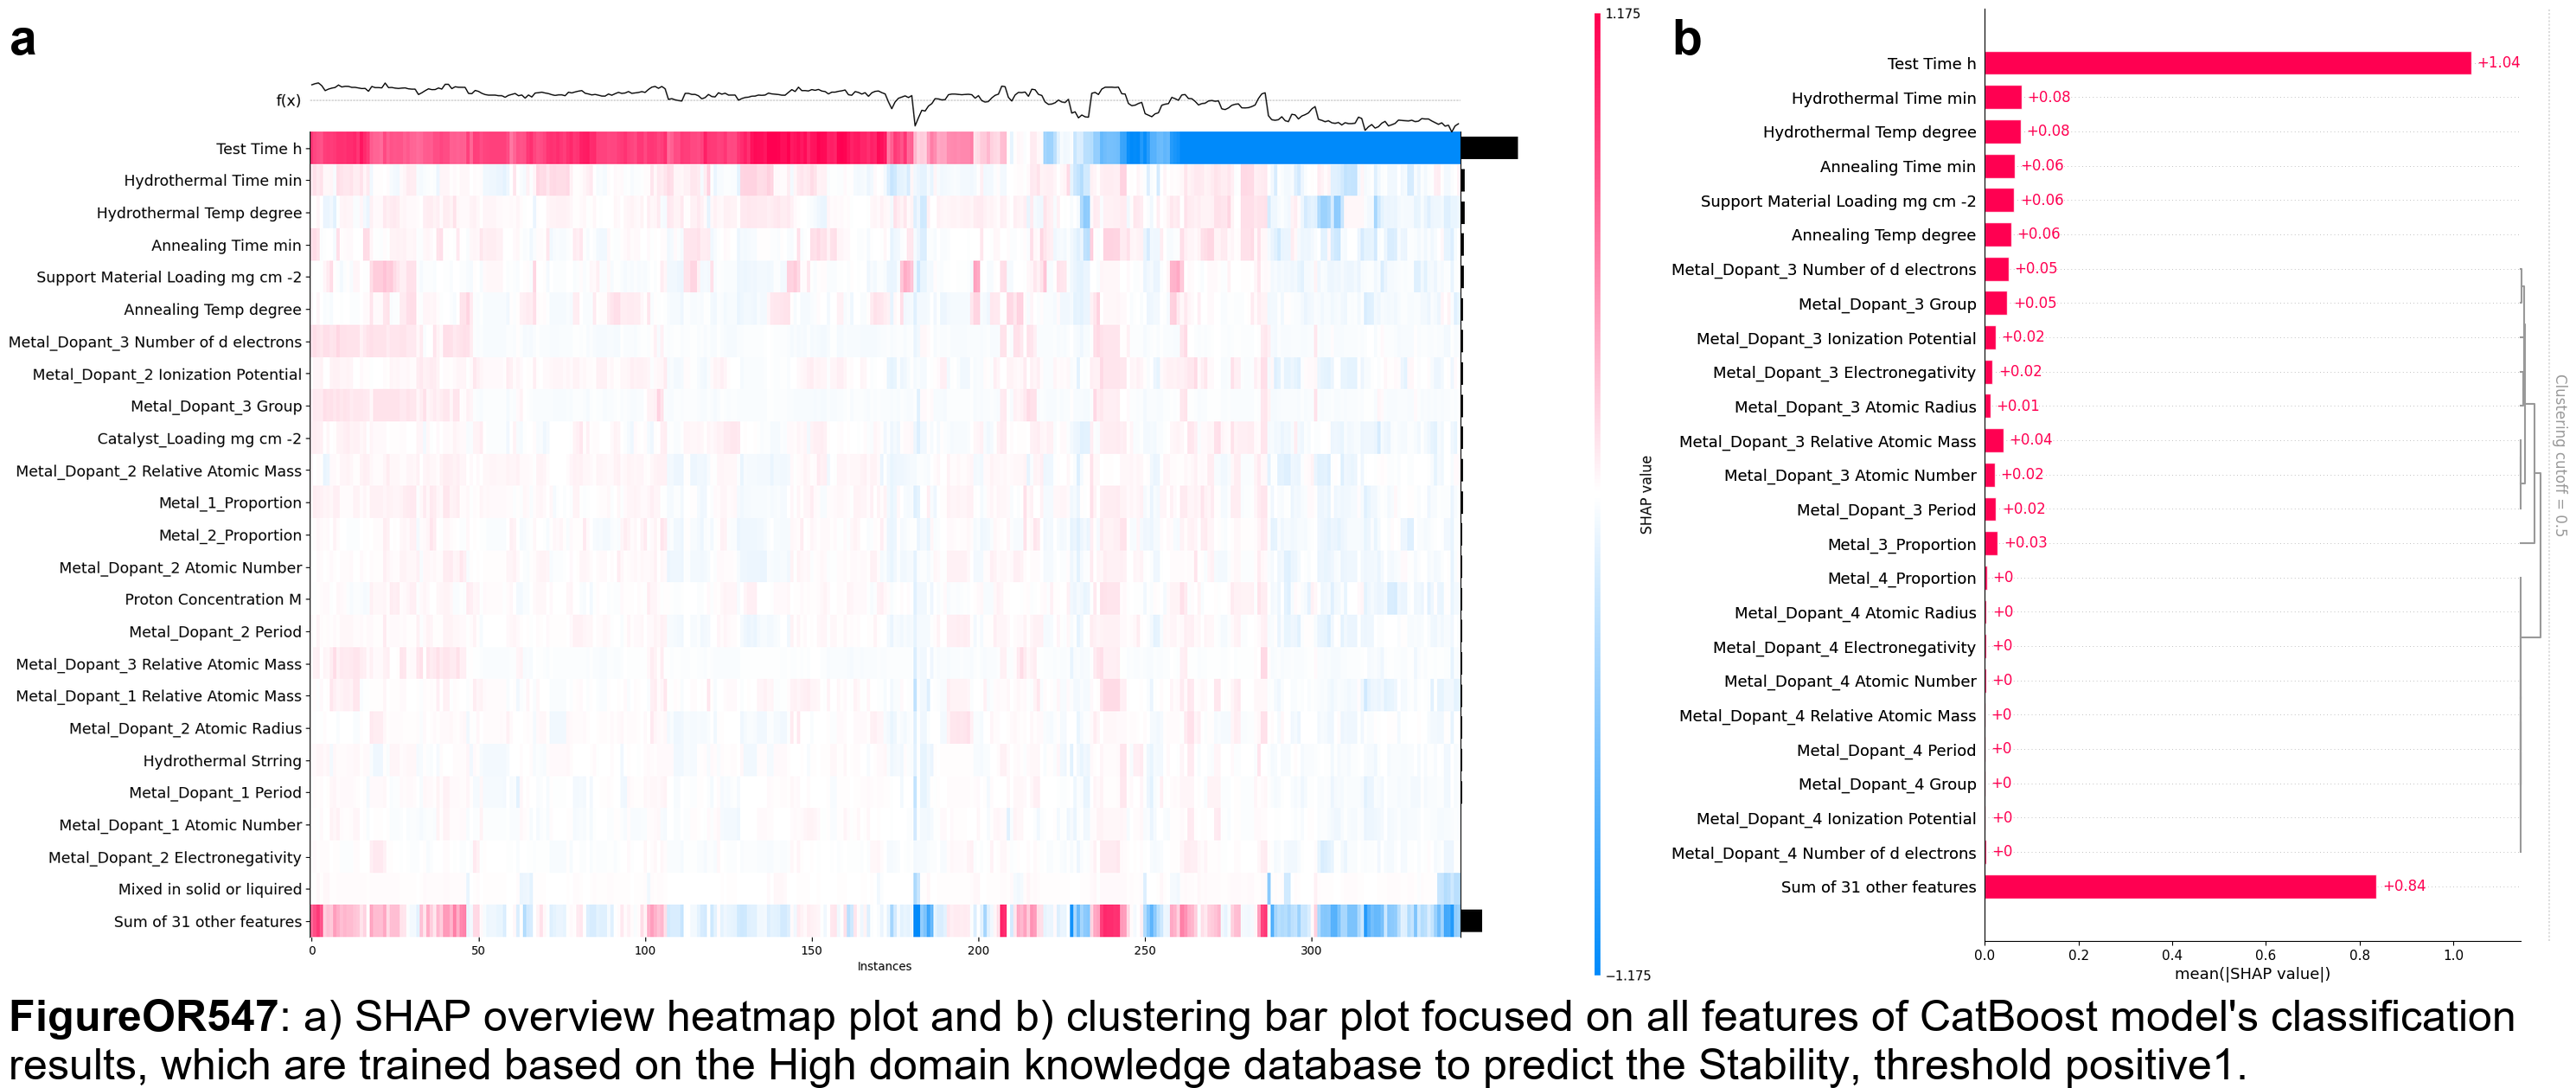 a
f(x)
Test Time h
Hydrothermal Time min
Hydrothermal Temp degree
Annealing Time min
Support Material Loading mg cm -2
Annealing Temp degree
Metal_Dopant_3 Number of d electrons
Metal_Dopant_2 Ionization Potential
Metal_Dopant_3 Group
Catalyst_Loading mg cm -2
Metal_Dopant_2 Relative Atomic Mass
Metal_1_Proportion
Metal_2_Proportion
Metal_Dopant_2 Atomic Number
Proton Concentration M
Metal_Dopant_2 Period
Metal_Dopant_3 Relative Atomic Mass
Metal_Dopant_1 Relative Atomic Mass
Metal_Dopant_2 Atomic Radius
Hydrothermal Strring
Metal_Dopant_1 Period
Metal_Dopant_1 Atomic Number
Metal_Dopant_2 Electronegativity
Mixed in solid or liquired
Sum of 31 other features
0 50 100 150 200 250 300
Instances
1.175
SHAP value
−1.175
b
Test Time h +1.04
Hydrothermal Time min +0.08
Hydrothermal Temp degree +0.08
Annealing Time min +0.06
Support Material Loading mg cm -2 +0.06
Annealing Temp degree +0.06
Metal_Dopant_3 Number of d electrons +0.05
Metal_Dopant_3 Group +0.05
Metal_Dopant_3 Ionization Potential +0.02
Metal_Dopant_3 Electronegativity +0.02
Metal_Dopant_3 Atomic Radius +0.01
Metal_Dopant_3 Relative Atomic Mass +0.04
Metal_Dopant_3 Atomic Number +0.02
Metal_Dopant_3 Period +0.02
Metal_3_Proportion +0.03
Metal_4_Proportion +0
Metal_Dopant_4 Atomic Radius +0
Metal_Dopant_4 Electronegativity +0
Metal_Dopant_4 Atomic Number +0
Metal_Dopant_4 Relative Atomic Mass +0
Metal_Dopant_4 Period +0
Metal_Dopant_4 Group +0
Metal_Dopant_4 Ionization Potential +0
Metal_Dopant_4 Number of d electrons +0
Sum of 31 other features +0.84
0.0 0.2 0.4 0.6 0.8 1.0
mean(|SHAP value|)
Clustering cutoff = 0.5
FigureOR547: a) SHAP overview heatmap plot and b) clustering bar plot focused on all features of CatBoost model's classification
results, which are trained based on the High domain knowledge database to predict the Stability, threshold positive1.